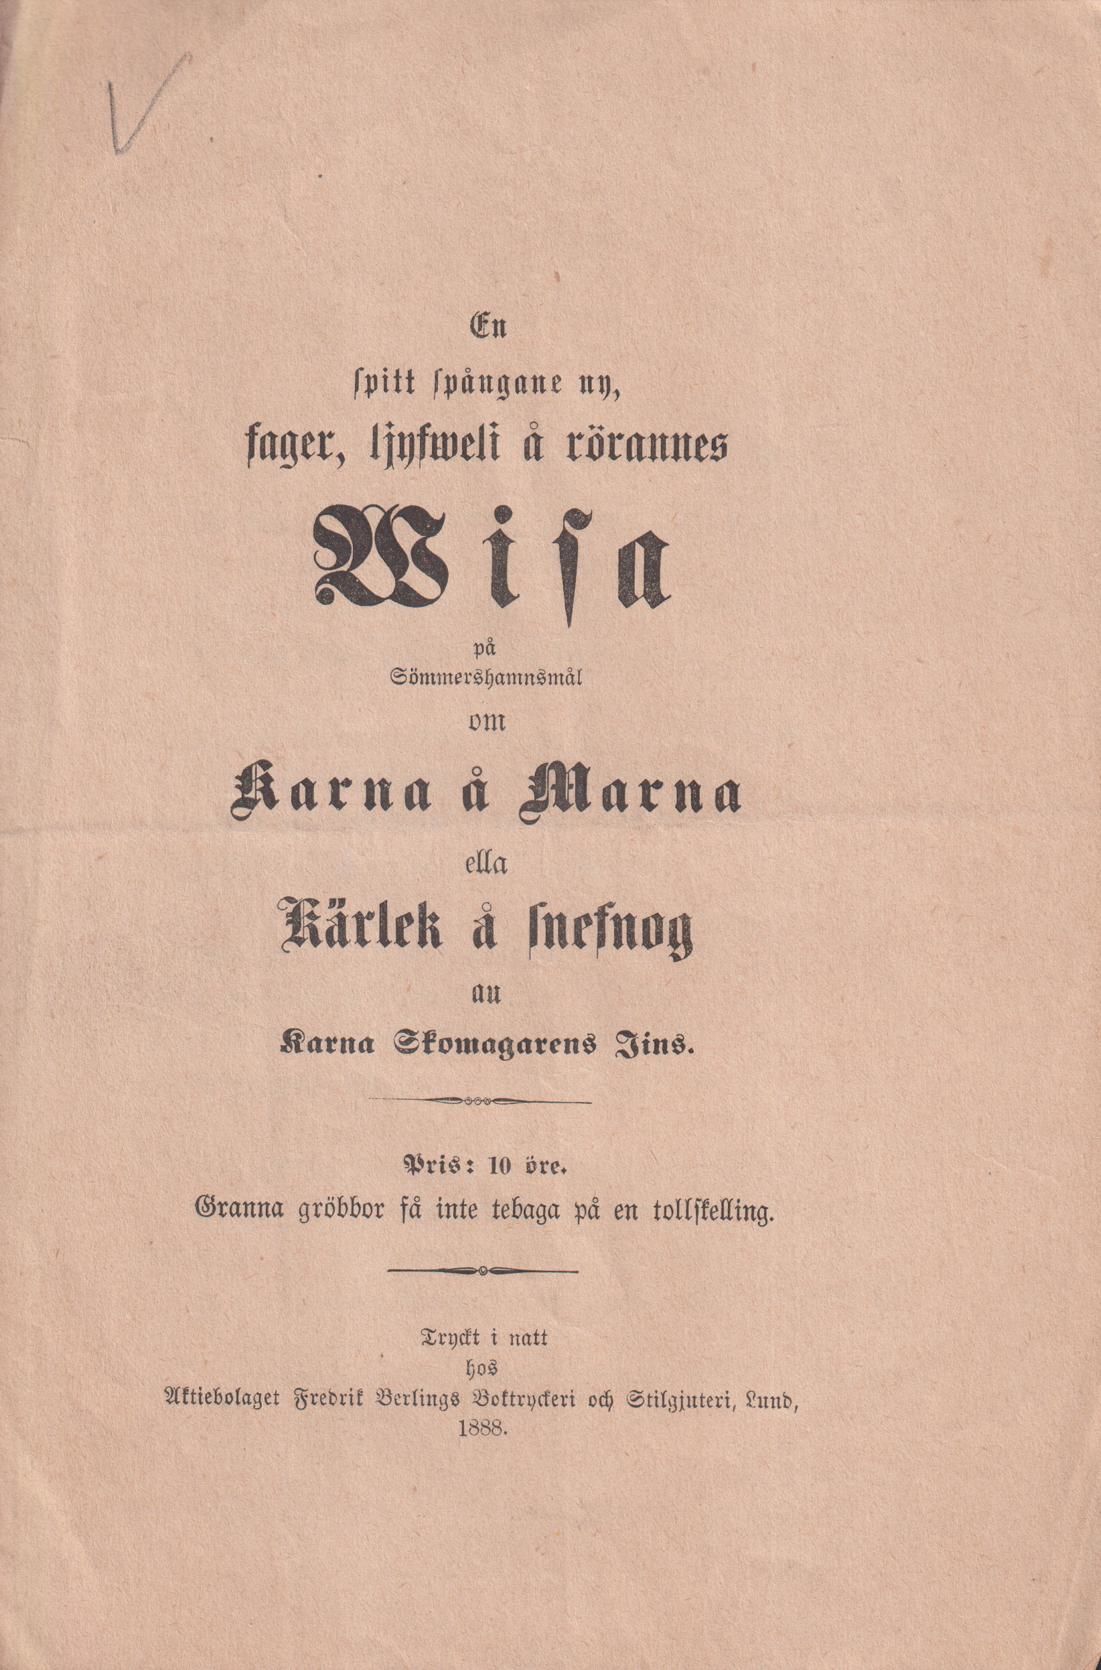 En
spitt spångane ny,
fager, ljyfweli å rörannes
Wisa
på
Sömmershamnsmål
om
Karna å Marna
ella
Kärlek å snefnog
au
Karna Skomagarens Jins.
Pris: 10 öre.
Granna gröbbor få inte tebaga på en tollskelling.
Tryckt i natt
hos
Aktiebolaget Fredrik Berlings Boktryckeri och Stilgjuteri, Lund,
1888.